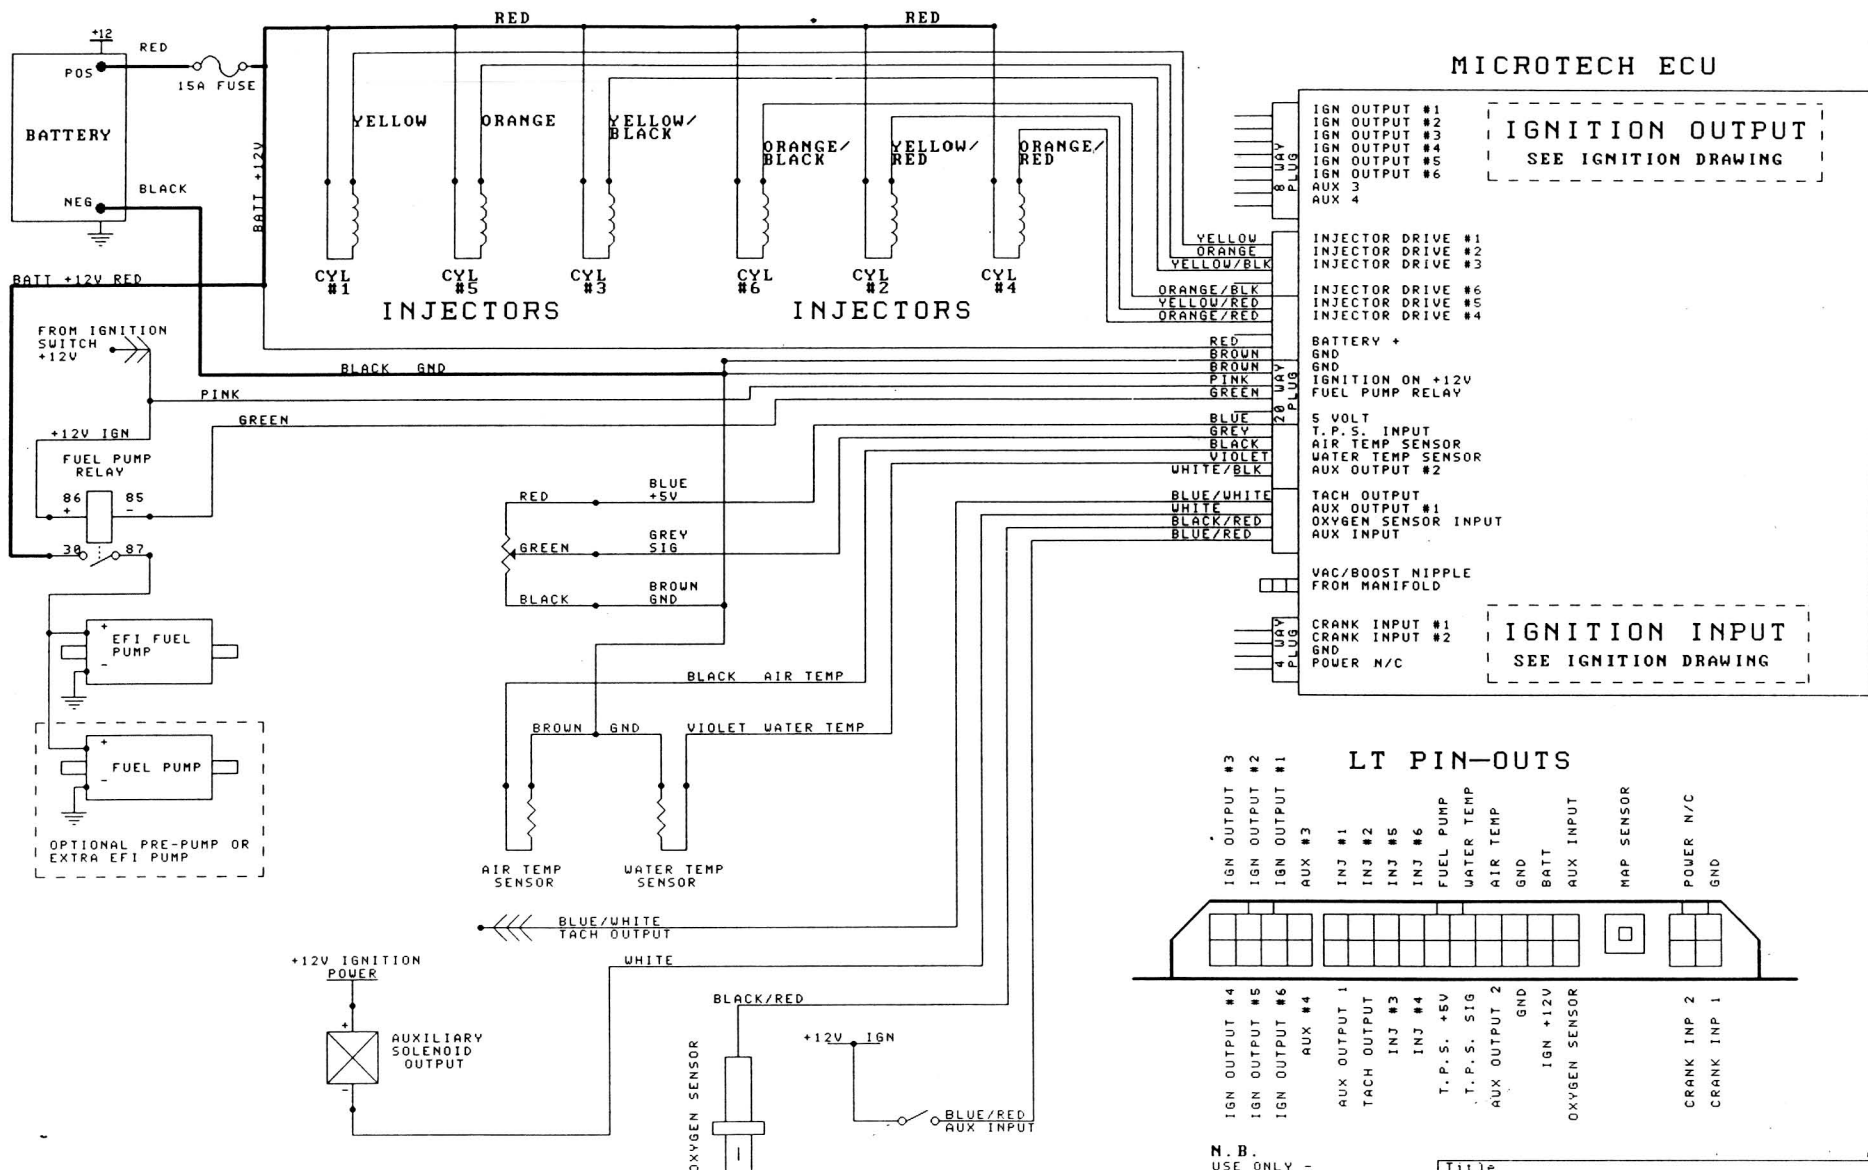 RED
RED
+12
RED
POS
15A FUSE
BATTERY
BLACK
NEG
BATT +12V
YELLOW
ORANGE
YELLOW/
BLACK
ORANGE/
BLACK
YELLOW/
RED
ORANGE/
RED
CYL
#1
CYL
#5
CYL
#3
CYL
#6
CYL
#2
CYL
#4
INJECTORS
INJECTORS
BATT +12V RED
FROM IGNITION
SWITCH
+12V
BLACK GND
PINK
GREEN
+12V IGN
FUEL PUMP
RELAY
86
+
85
-
30
87
+
EFI FUEL
PUMP
-
+
FUEL PUMP
-
OPTIONAL PRE-PUMP OR
EXTRA EFI PUMP
RED
BLUE
+5V
GREEN
GREY
SIG
BLACK
BROWN
GND
BLACK AIR TEMP
BROWN GND
VIOLET WATER TEMP
AIR TEMP
SENSOR
WATER TEMP
SENSOR
BLUE/WHITE
TACH OUTPUT
WHITE
+12V IGNITION
POWER
+
AUXILIARY
SOLENOID
OUTPUT
-
BLACK/RED
OXYGEN SENSOR
+12V IGN
BLUE/RED
AUX INPUT
MICROTECH ECU
8 WAY
PLUG
IGN OUTPUT #1
IGN OUTPUT #2
IGN OUTPUT #3
IGN OUTPUT #4
IGN OUTPUT #5
IGN OUTPUT #6
AUX 3
AUX 4
IGNITION OUTPUT
SEE IGNITION DRAWING
YELLOW INJECTOR DRIVE #1
ORANGE INJECTOR DRIVE #2
YELLOW/BLK INJECTOR DRIVE #3
ORANGE/BLK INJECTOR DRIVE #6
YELLOW/RED INJECTOR DRIVE #5
ORANGE/RED INJECTOR DRIVE #4
RED BATTERY +
BROWN GND
BROWN GND
PINK IGNITION ON +12V
GREEN FUEL PUMP RELAY
20 WAY
PLUG
BLUE 5 VOLT
GREY T.P.S. INPUT
BLACK AIR TEMP SENSOR
VIOLET WATER TEMP SENSOR
WHITE/BLK AUX OUTPUT #2
BLUE/WHITE TACH OUTPUT
WHITE AUX OUTPUT #1
BLACK/RED OXYGEN SENSOR INPUT
BLUE/RED AUX INPUT
VAC/BOOST NIPPLE
FROM MANIFOLD
4 WAY
PLUG
CRANK INPUT #1
CRANK INPUT #2
GND
POWER N/C
IGNITION INPUT
SEE IGNITION DRAWING
LT PIN-OUTS
IGN OUTPUT #3
IGN OUTPUT #2
IGN OUTPUT #1
AUX #3
INJ #1
INJ #2
INJ #5
INJ #6
FUEL PUMP
WATER TEMP
AIR TEMP
GND
BATT
AUX INPUT
MAP SENSOR
POWER N/C
GND
IGN OUTPUT #4
IGN OUTPUT #5
IGN OUTPUT #6
AUX #4
AUX OUTPUT 1
TACH OUTPUT
INJ #3
INJ #4
T.P.S. +5V
T.P.S. SIG
AUX OUTPUT 2
GND
IGN +12V
OXYGEN SENSOR
CRANK INP 2
CRANK INP 1
N.B.
USE ONLY -
Title